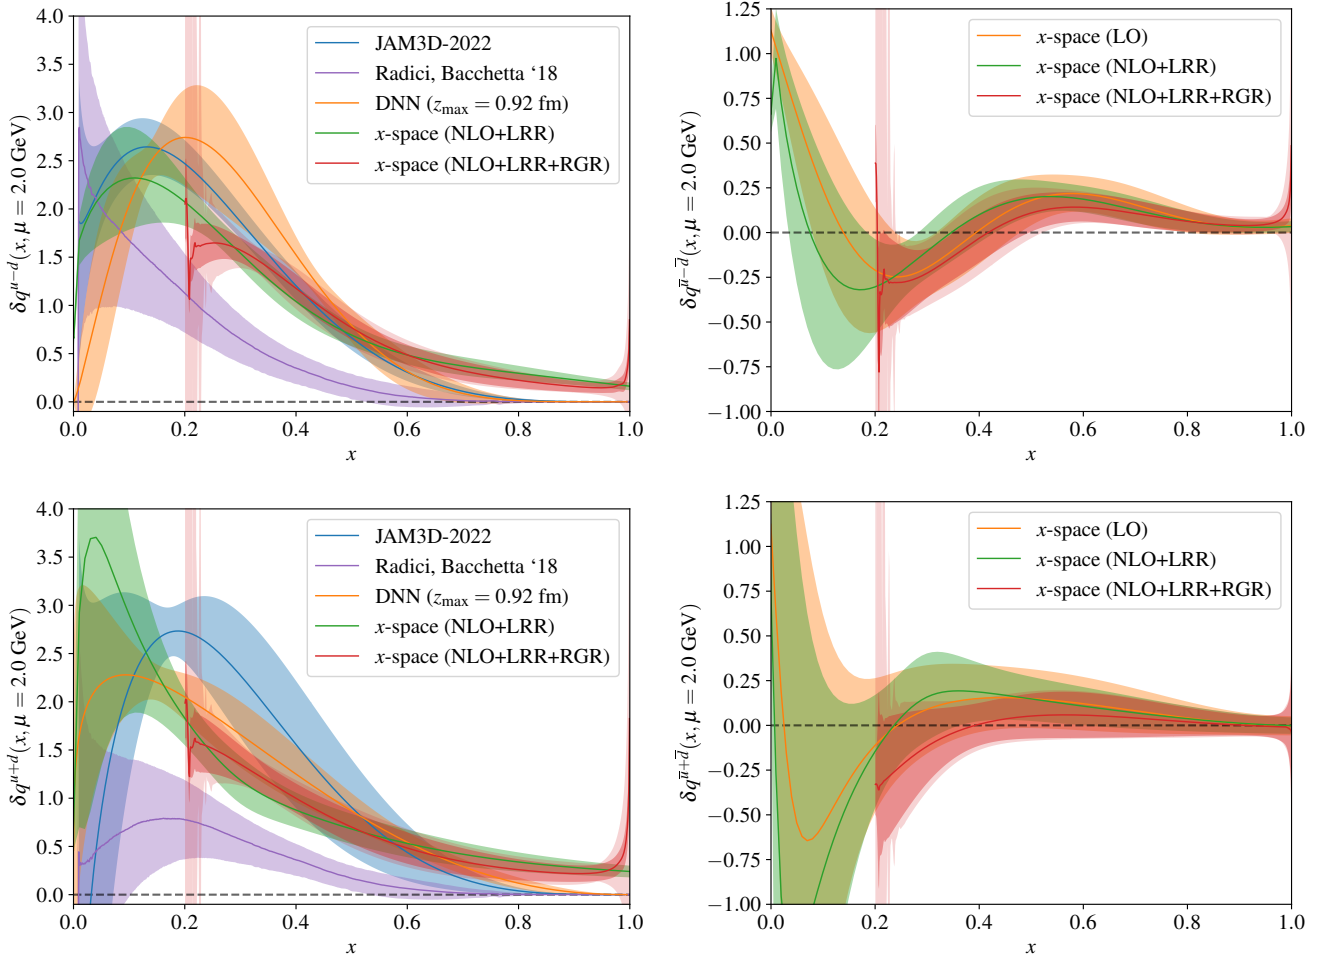 4.0
3.5
3.0
2.5
2.0
1.5
1.0
0.5
0.0
0.0 0.2 0.4 0.6 0.8 1.0
x
δq^{u−d}(x, μ = 2.0 GeV)
JAM3D-2022
Radici, Bacchetta ‘18
DNN (z_max = 0.92 fm)
x-space (NLO+LRR)
x-space (NLO+LRR+RGR)
1.25
1.00
0.75
0.50
0.25
0.00
−0.25
−0.50
−0.75
−1.00
0.0 0.2 0.4 0.6 0.8 1.0
x
δq^{u̅−d̅}(x, μ = 2.0 GeV)
x-space (LO)
x-space (NLO+LRR)
x-space (NLO+LRR+RGR)
4.0
3.5
3.0
2.5
2.0
1.5
1.0
0.5
0.0
0.0 0.2 0.4 0.6 0.8 1.0
x
δq^{u+d}(x, μ = 2.0 GeV)
JAM3D-2022
Radici, Bacchetta ‘18
DNN (z_max = 0.92 fm)
x-space (NLO+LRR)
x-space (NLO+LRR+RGR)
1.25
1.00
0.75
0.50
0.25
0.00
−0.25
−0.50
−0.75
−1.00
0.0 0.2 0.4 0.6 0.8 1.0
x
δq^{u̅+d̅}(x, μ = 2.0 GeV)
x-space (LO)
x-space (NLO+LRR)
x-space (NLO+LRR+RGR)